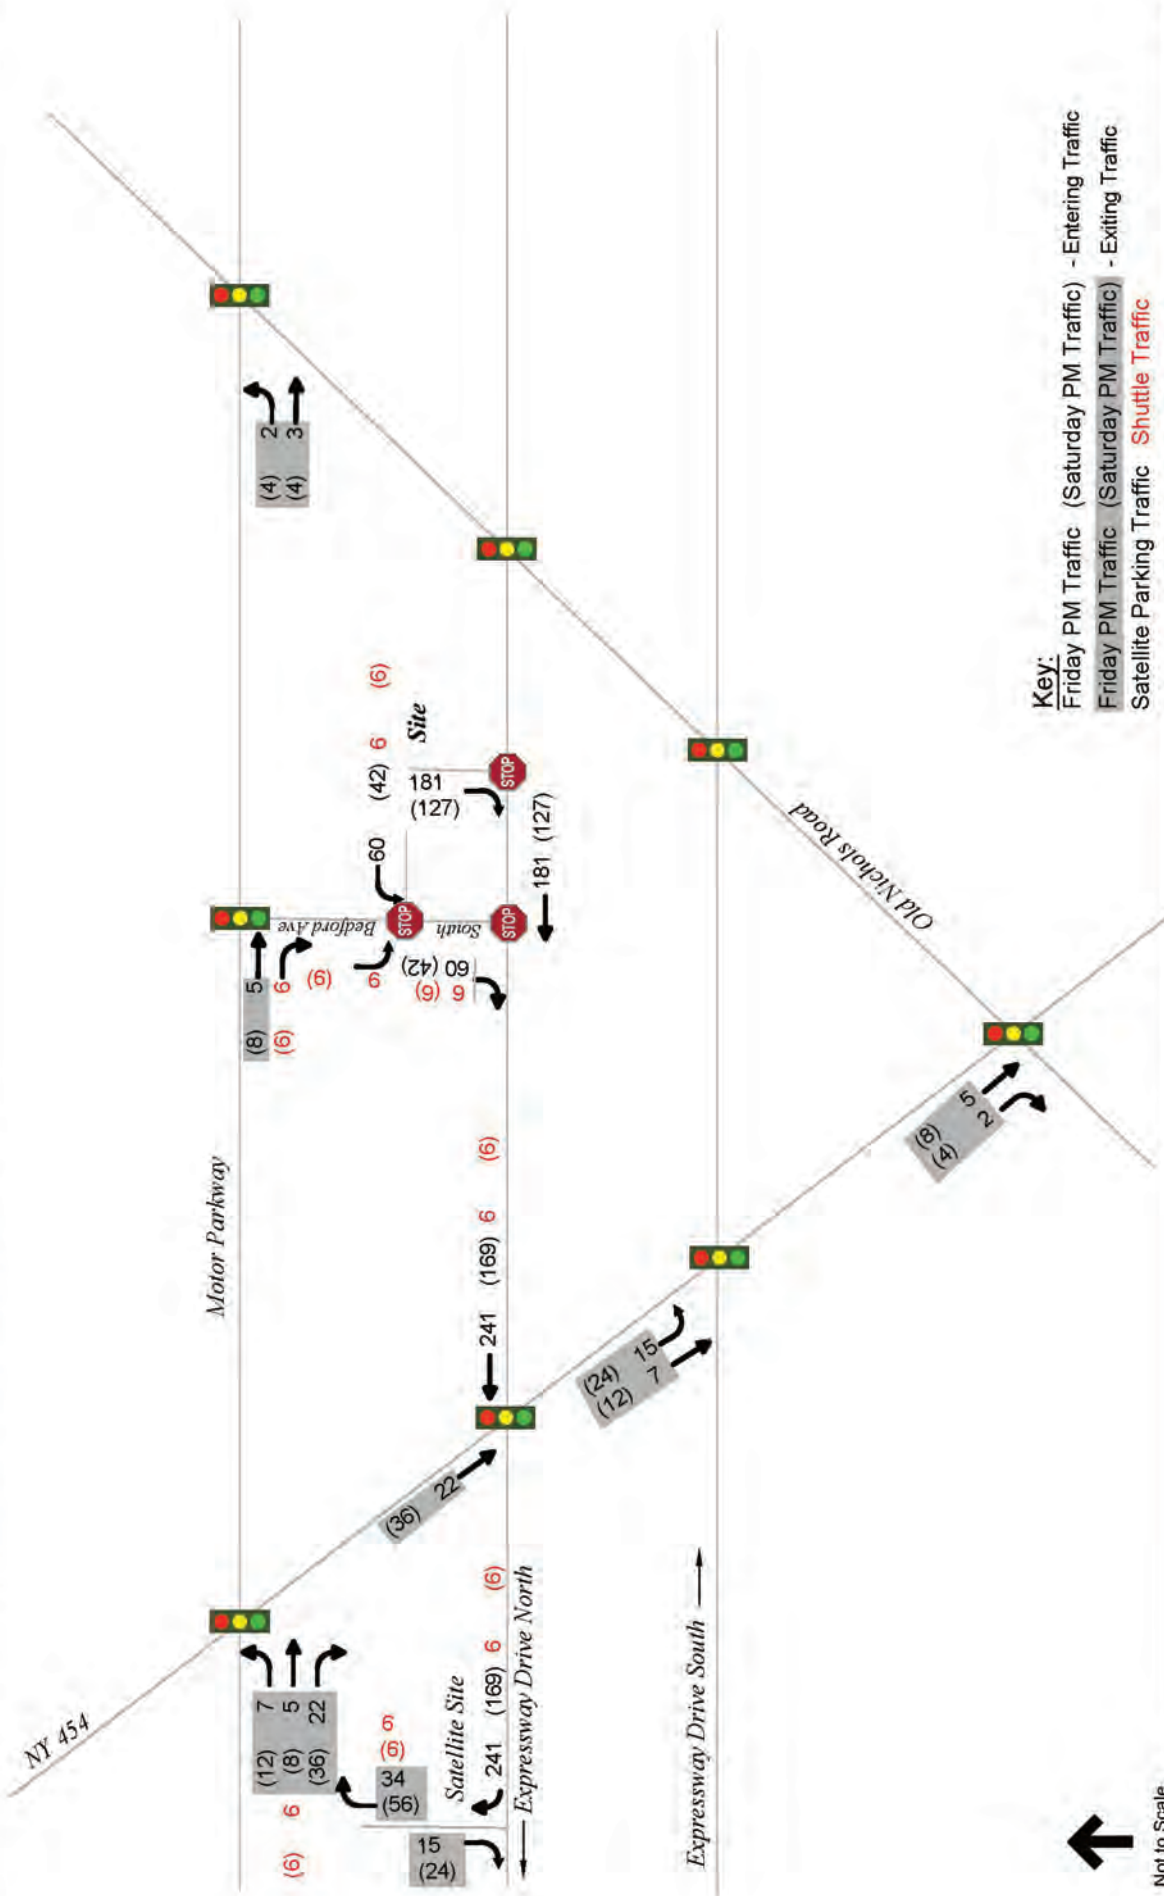 NY 454
Motor Parkway
(12) 7
(8) 5
(36) 22
(6) 6
6
(6)
34
(56)
15
(24)
Satellite Site
241 (169) 6 (6)
Expressway Drive North
(36) 22
241 (169) 6 (6)
(8) 5
(6) 6
(6)
6
Bedford Ave
STOP
60 (42) 6 (6)
South
60 (42)
6 (6)
STOP
181 (127)
Site
181
(127)
STOP
(4) 2
(4) 3
Expressway Drive South
(24) 15
(12) 7
(8) 5
(4) 2
Old Nichols Road
Key:
Friday PM Traffic (Saturday PM Traffic) - Entering Traffic
Friday PM Traffic (Saturday PM Traffic) - Exiting Traffic
Satellite Parking Traffic Shuttle Traffic
Not to Scale